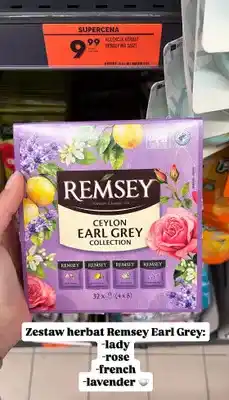 SUPERCENA
9.99
REMSEY
CEYLON
EARL GREY
COLLECTION
REMSEY REMSEY REMSEY REMSEY
Zestaw herbat Remsey Earl Grey:
-lady
-rose
-french
-lavender